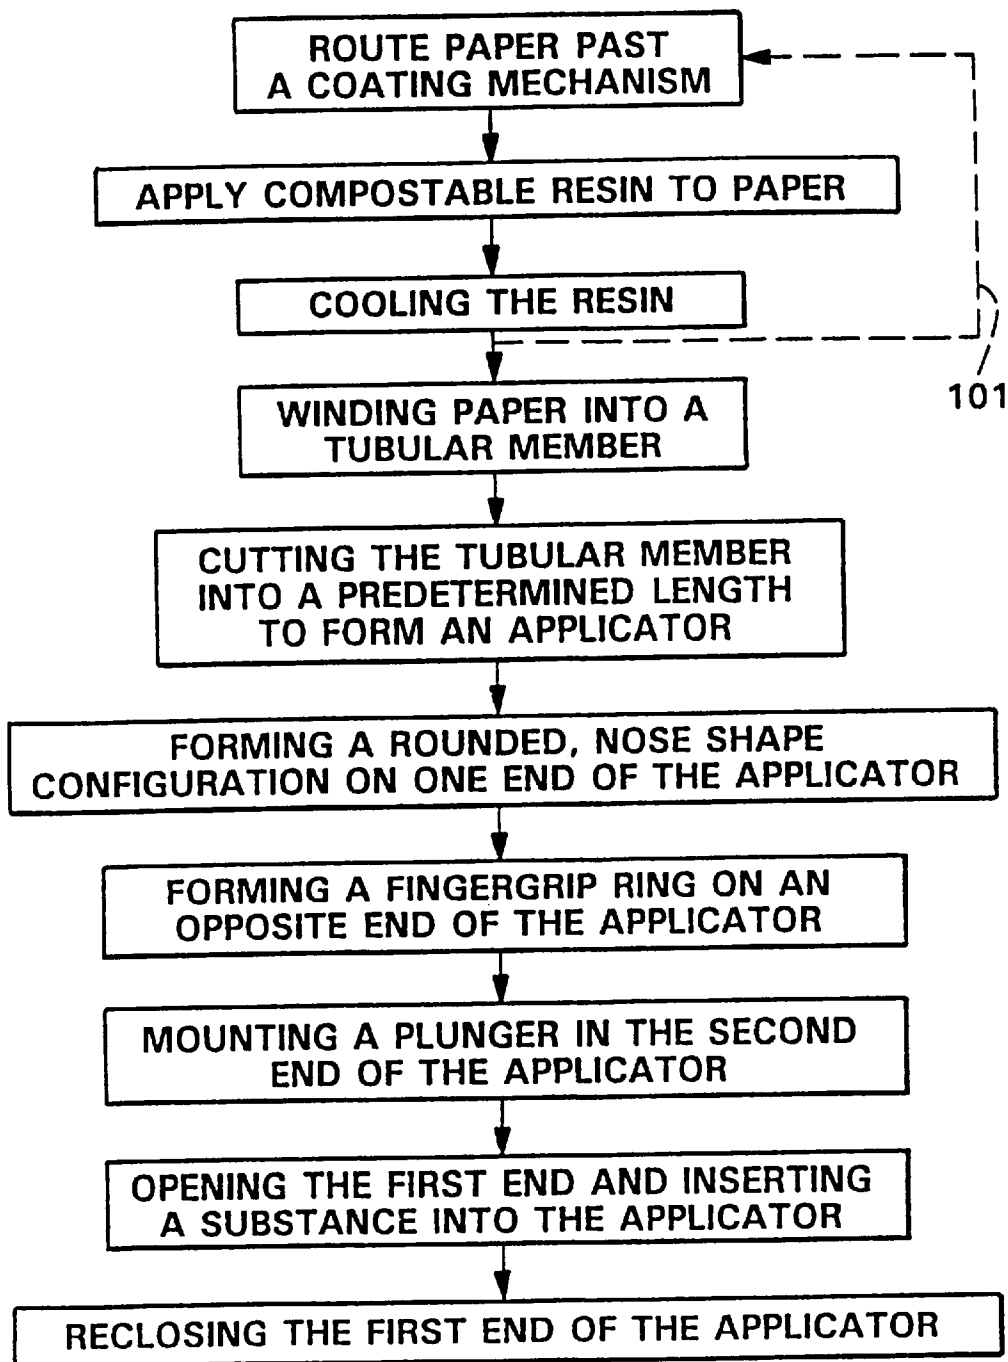 ROUTE PAPER PAST
A COATING MECHANISM
APPLY COMPOSTABLE RESIN TO PAPER
COOLING THE RESIN
101
WINDING PAPER INTO A
TUBULAR MEMBER
CUTTING THE TUBULAR MEMBER
INTO A PREDETERMINED LENGTH
TO FORM AN APPLICATOR
FORMING A ROUNDED, NOSE SHAPE
CONFIGURATION ON ONE END OF THE APPLICATOR
FORMING A FINGERGRIP RING ON AN
OPPOSITE END OF THE APPLICATOR
MOUNTING A PLUNGER IN THE SECOND
END OF THE APPLICATOR
OPENING THE FIRST END AND INSERTING
A SUBSTANCE INTO THE APPLICATOR
RECLOSING THE FIRST END OF THE APPLICATOR